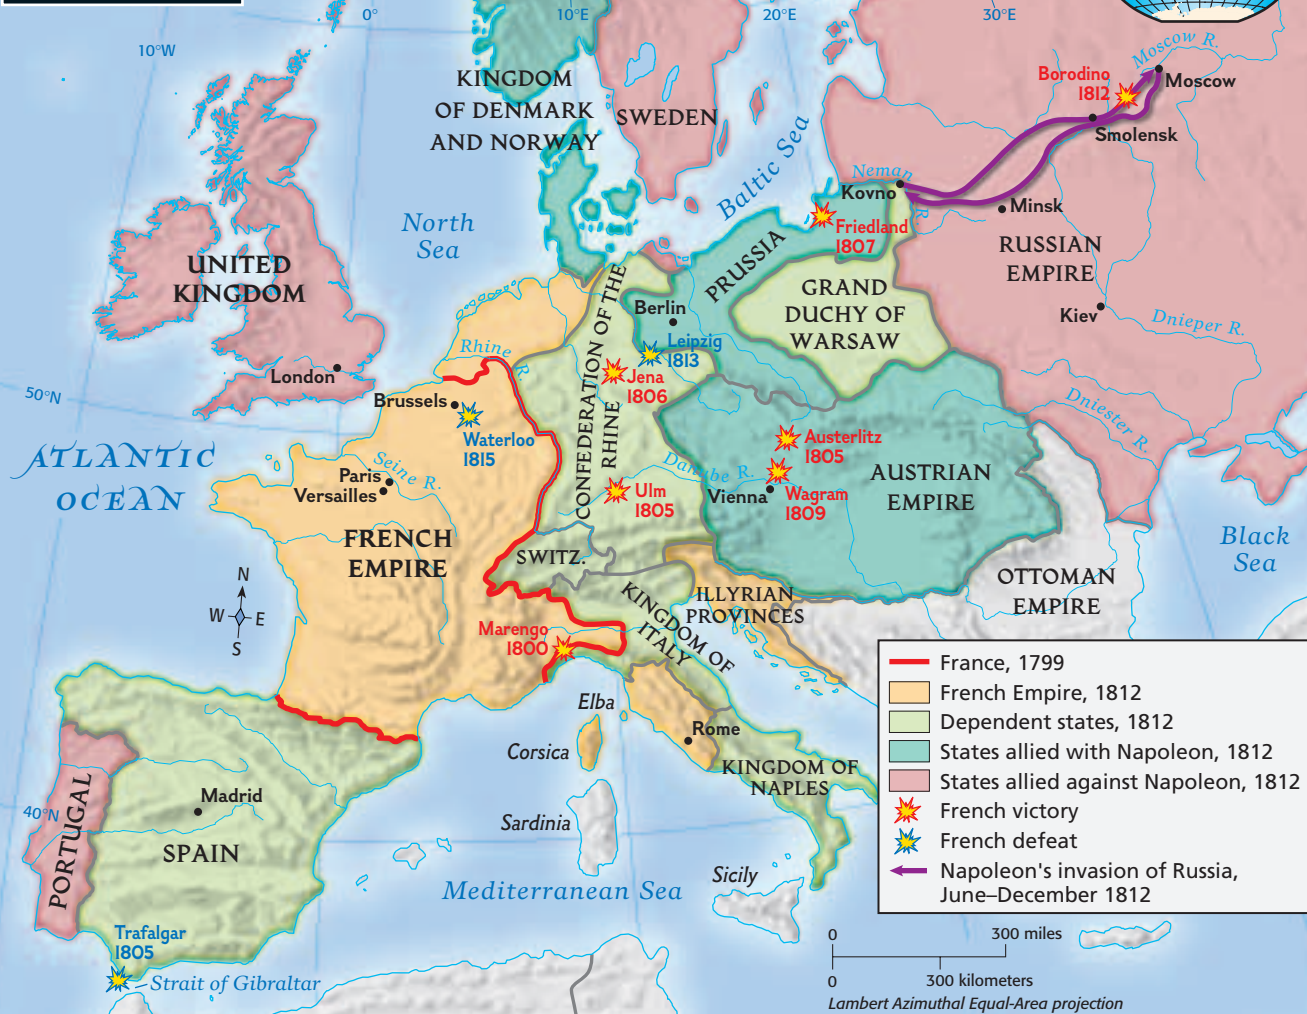 0°
10°E
20°E
30°E
10°W
Moscow R.
Borodino
1812
Moscow
KINGDOM
OF DENMARK
AND NORWAY
SWEDEN
Smolensk
Baltic Sea
Neman
R.
Kovno
Minsk
North
Sea
Friedland
1807
RUSSIAN
EMPIRE
UNITED
KINGDOM
PRUSSIA
GRAND
DUCHY OF
WARSAW
Berlin
Kiev
Dnieper R.
Leipzig
1813
Rhine R.
London
Jena
1806
CONFEDERATION OF THE
RHINE
50°N
Brussels
Dniester R.
Waterloo
1815
Austerlitz
1805
ATLANTIC
OCEAN
Seine R.
Danube R.
Paris
Versailles
AUSTRIAN
EMPIRE
Ulm
1805
Vienna
Wagram
1809
FRENCH
EMPIRE
Black
Sea
SWITZ.
N
W
E
S
OTTOMAN
EMPIRE
ILLYRIAN
PROVINCES
KINGDOM OF
ITALY
Marengo
1800
France, 1799
French Empire, 1812
Dependent states, 1812
States allied with Napoleon, 1812
States allied against Napoleon, 1812
French victory
French defeat
Napoleon's invasion of Russia,
June–December 1812
Elba
Corsica
Rome
KINGDOM OF
NAPLES
40°N
PORTUGAL
Madrid
SPAIN
Sardinia
Sicily
Mediterranean Sea
Trafalgar
1805
Strait of Gibraltar
0
300 miles
0
300 kilometers
Lambert Azimuthal Equal-Area projection